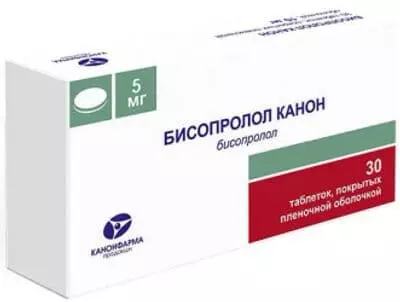 5
МГ
БИСОПРОЛОЛ КАНОН
бисопролол
30
таблеток, покрытых
пленочной оболочкой
КАНОНФАРМА
продакшн